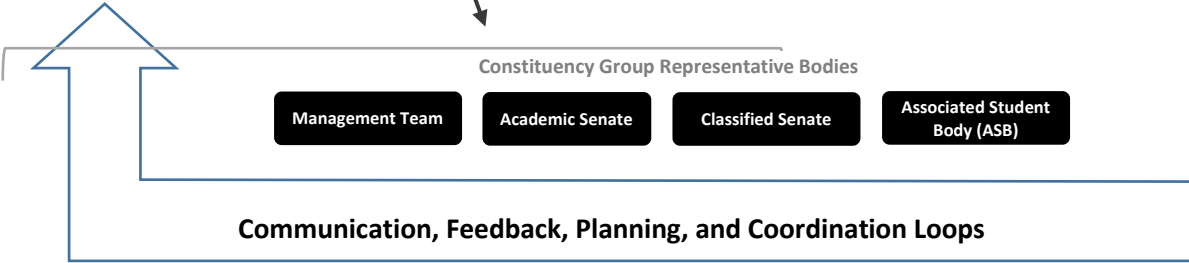 Constituency Group Representative Bodies
Management Team
Academic Senate
Classified Senate
Associated Student
Body (ASB)
Communication, Feedback, Planning, and Coordination Loops